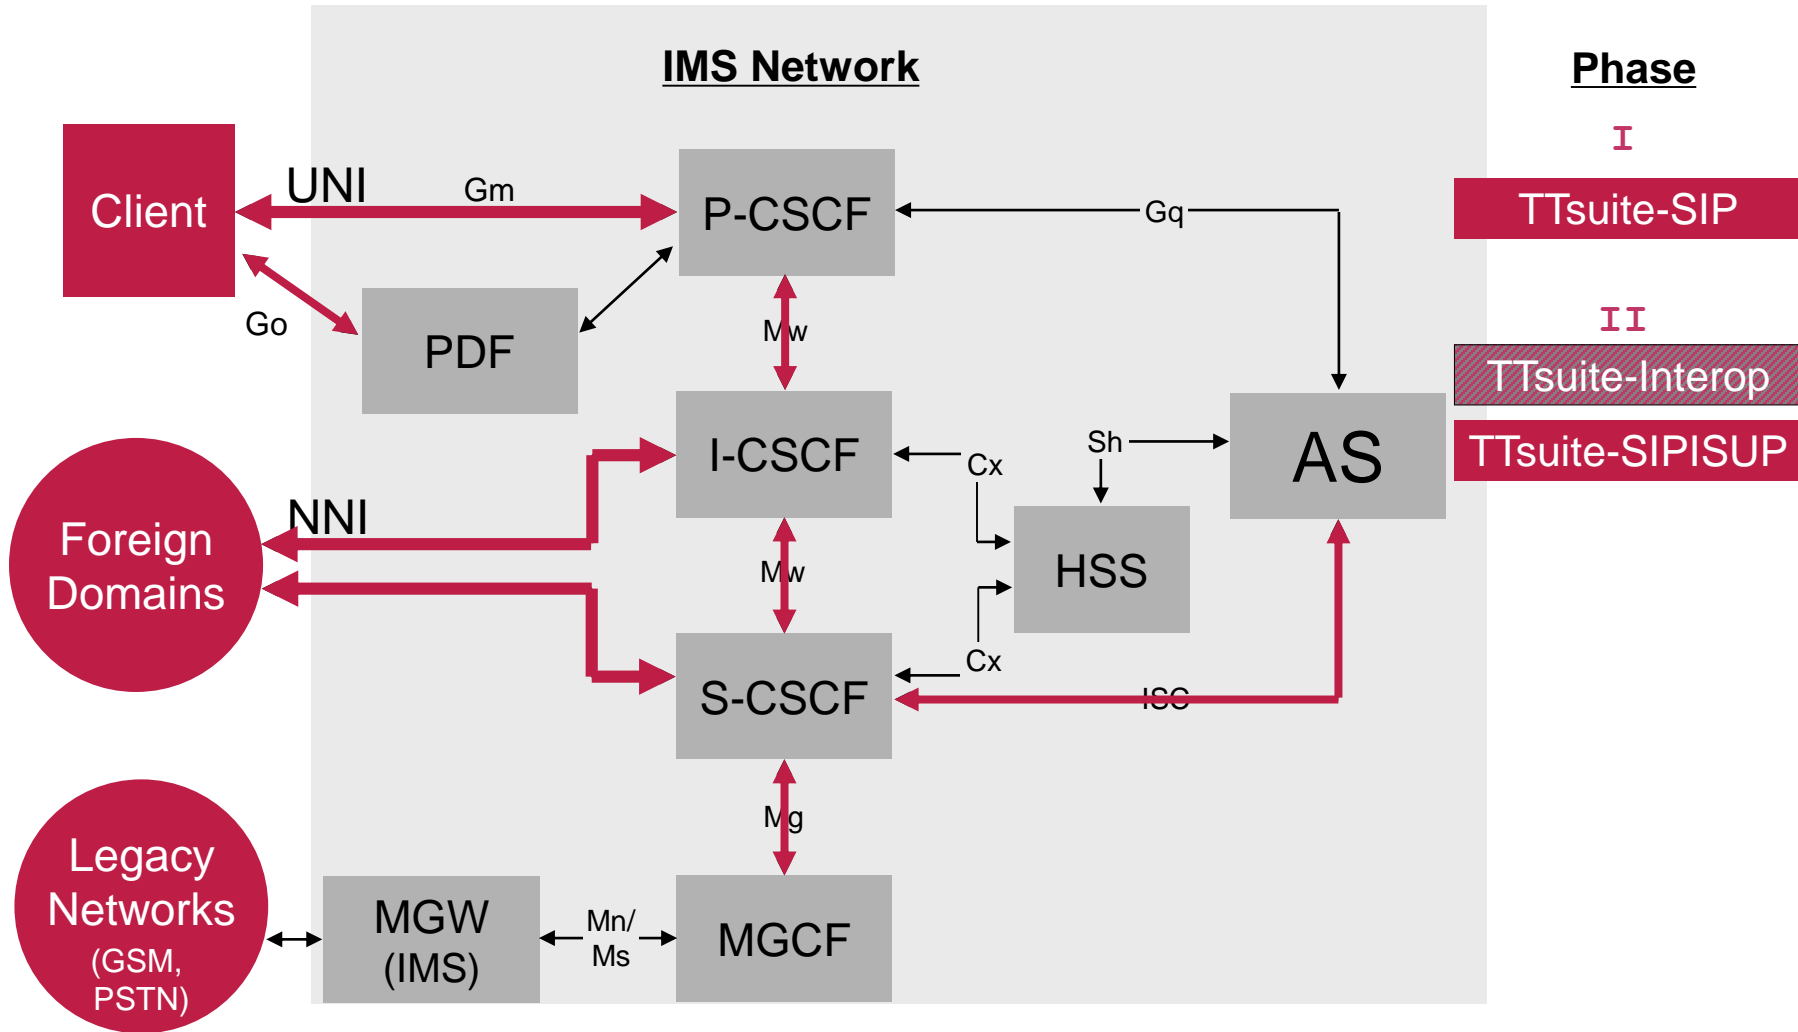 IMS Network
Phase
I
Client
UNI
Gm
P-CSCF
Gq
TTsuite-SIP
Go
PDF
Mw
II
TTsuite-Interop
I-CSCF
Cx
Sh
AS
TTsuite-SIPISUP
NNI
Foreign
Domains
Mw
HSS
Cx
S-CSCF
ISC
Mg
Legacy
Networks
(GSM,
PSTN)
MGW
(IMS)
Mn/
Ms
MGCF